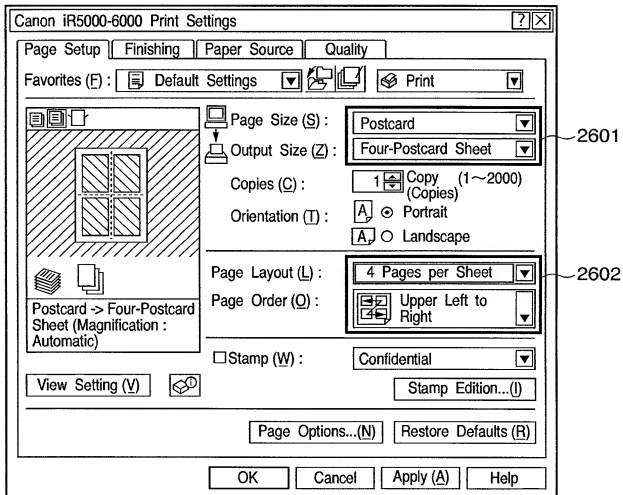 Canon iR5000-6000 Print Settings
Page Setup Finishing Paper Source Quality
Favorites (F) : Default Settings Print
Page Size (S) : Postcard
2601
Output Size (Z) : Four-Postcard Sheet
Copies (C) : 1 Copy (1~2000)
(Copies)
Orientation (T) A Portrait
A Landscape
Page Layout (L) : 4 Pages per Sheet
2602
Page Order (O) : Upper Left to
Right
Postcard -> Four-Postcard
Sheet (Magnification :
Automatic)
Stamp (W) : Confidential
View Setting (V) Stamp Edition...(I)
Page Options...(N) Restore Defaults (R)
OK Cancel Apply (A) Help